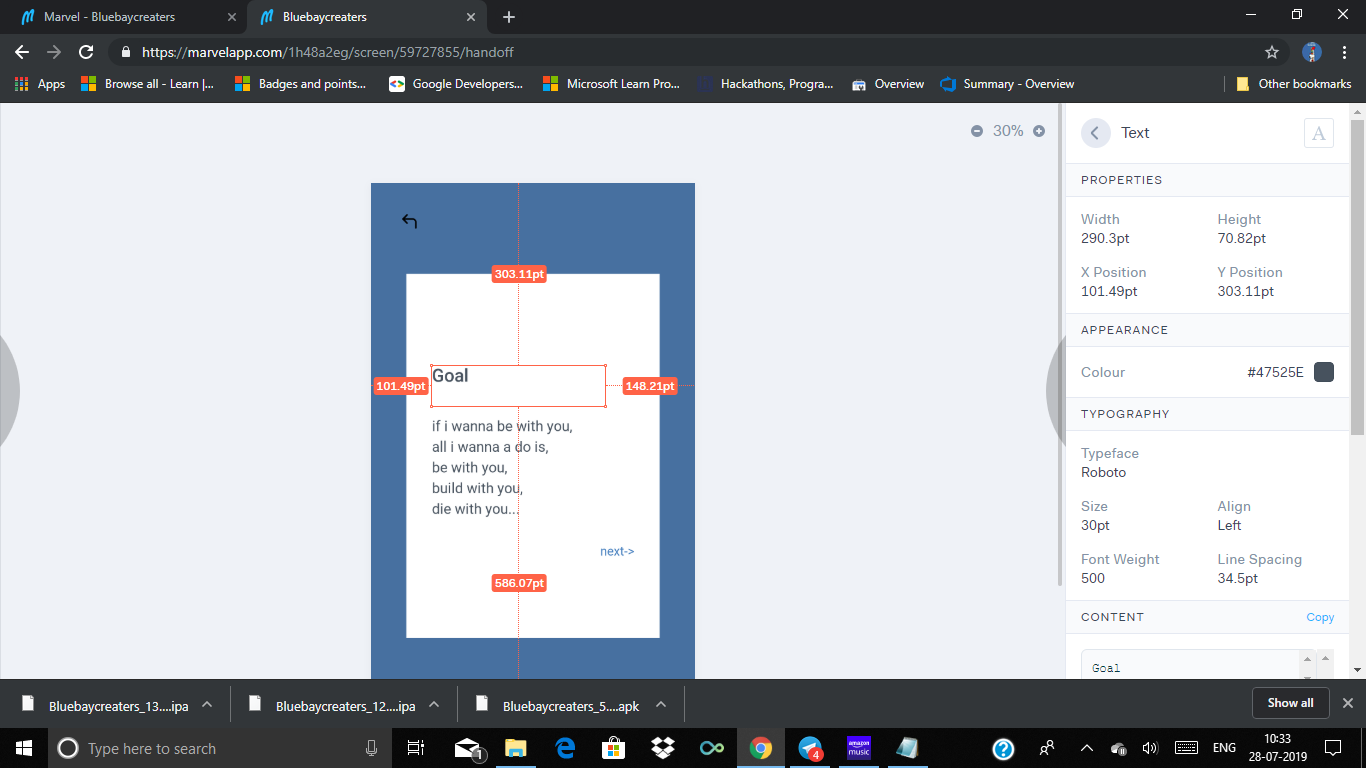 Marvel - Bluebaycreaters
Bluebaycreaters
https://marvelapp.com/1h48a2eg/screen/59727855/handoff
Apps
Browse all - Learn |...
Badges and points...
Google Developers...
Microsoft Learn Pro...
Hackathons, Progra...
Overview
Summary - Overview
Other bookmarks
30%
303.11pt
Goal
101.49pt
148.21pt
if i wanna be with you,
all i wanna a do is,
be with you,
build with you,
die with you...
next->
586.07pt
Text
A
PROPERTIES
Width Height
290.3pt 70.82pt
X Position Y Position
101.49pt 303.11pt
APPEARANCE
Colour #47525E
TYPOGRAPHY
Typeface
Roboto
Size Align
30pt Left
Font Weight Line Spacing
500 34.5pt
CONTENT Copy
Goal
Bluebaycreaters_13....ipa
Bluebaycreaters_12....ipa
Bluebaycreaters_5....apk
Show all
Type here to search
1
4
amazon
music
ENG
10:33
28-07-2019